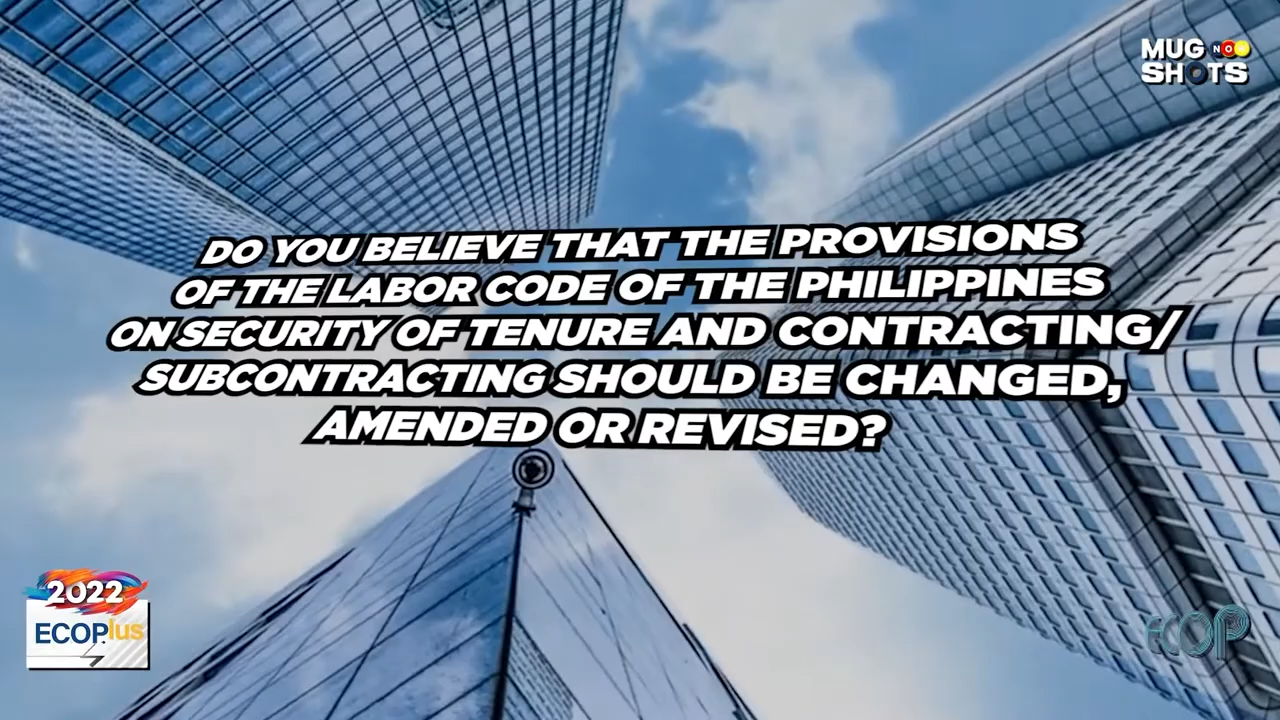 MUG NOW
SHOTS
DO YOU BELIEVE THAT THE PROVISIONS
OF THE LABOR CODE OF THE PHILIPPINES
ON SECURITY OF TENURE AND CONTRACTING/
SUBCONTRACTING SHOULD BE CHANGED,
AMENDED OR REVISED?
2022
ECOPlus
ECOP